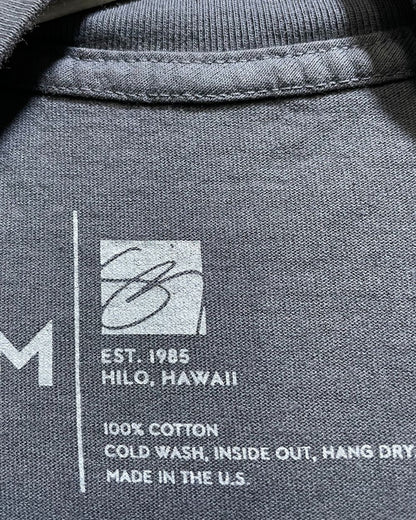 M
EST. 1985
HILO, HAWAII
100% COTTON
COLD WASH, INSIDE OUT, HANG DRY
MADE IN THE U.S.